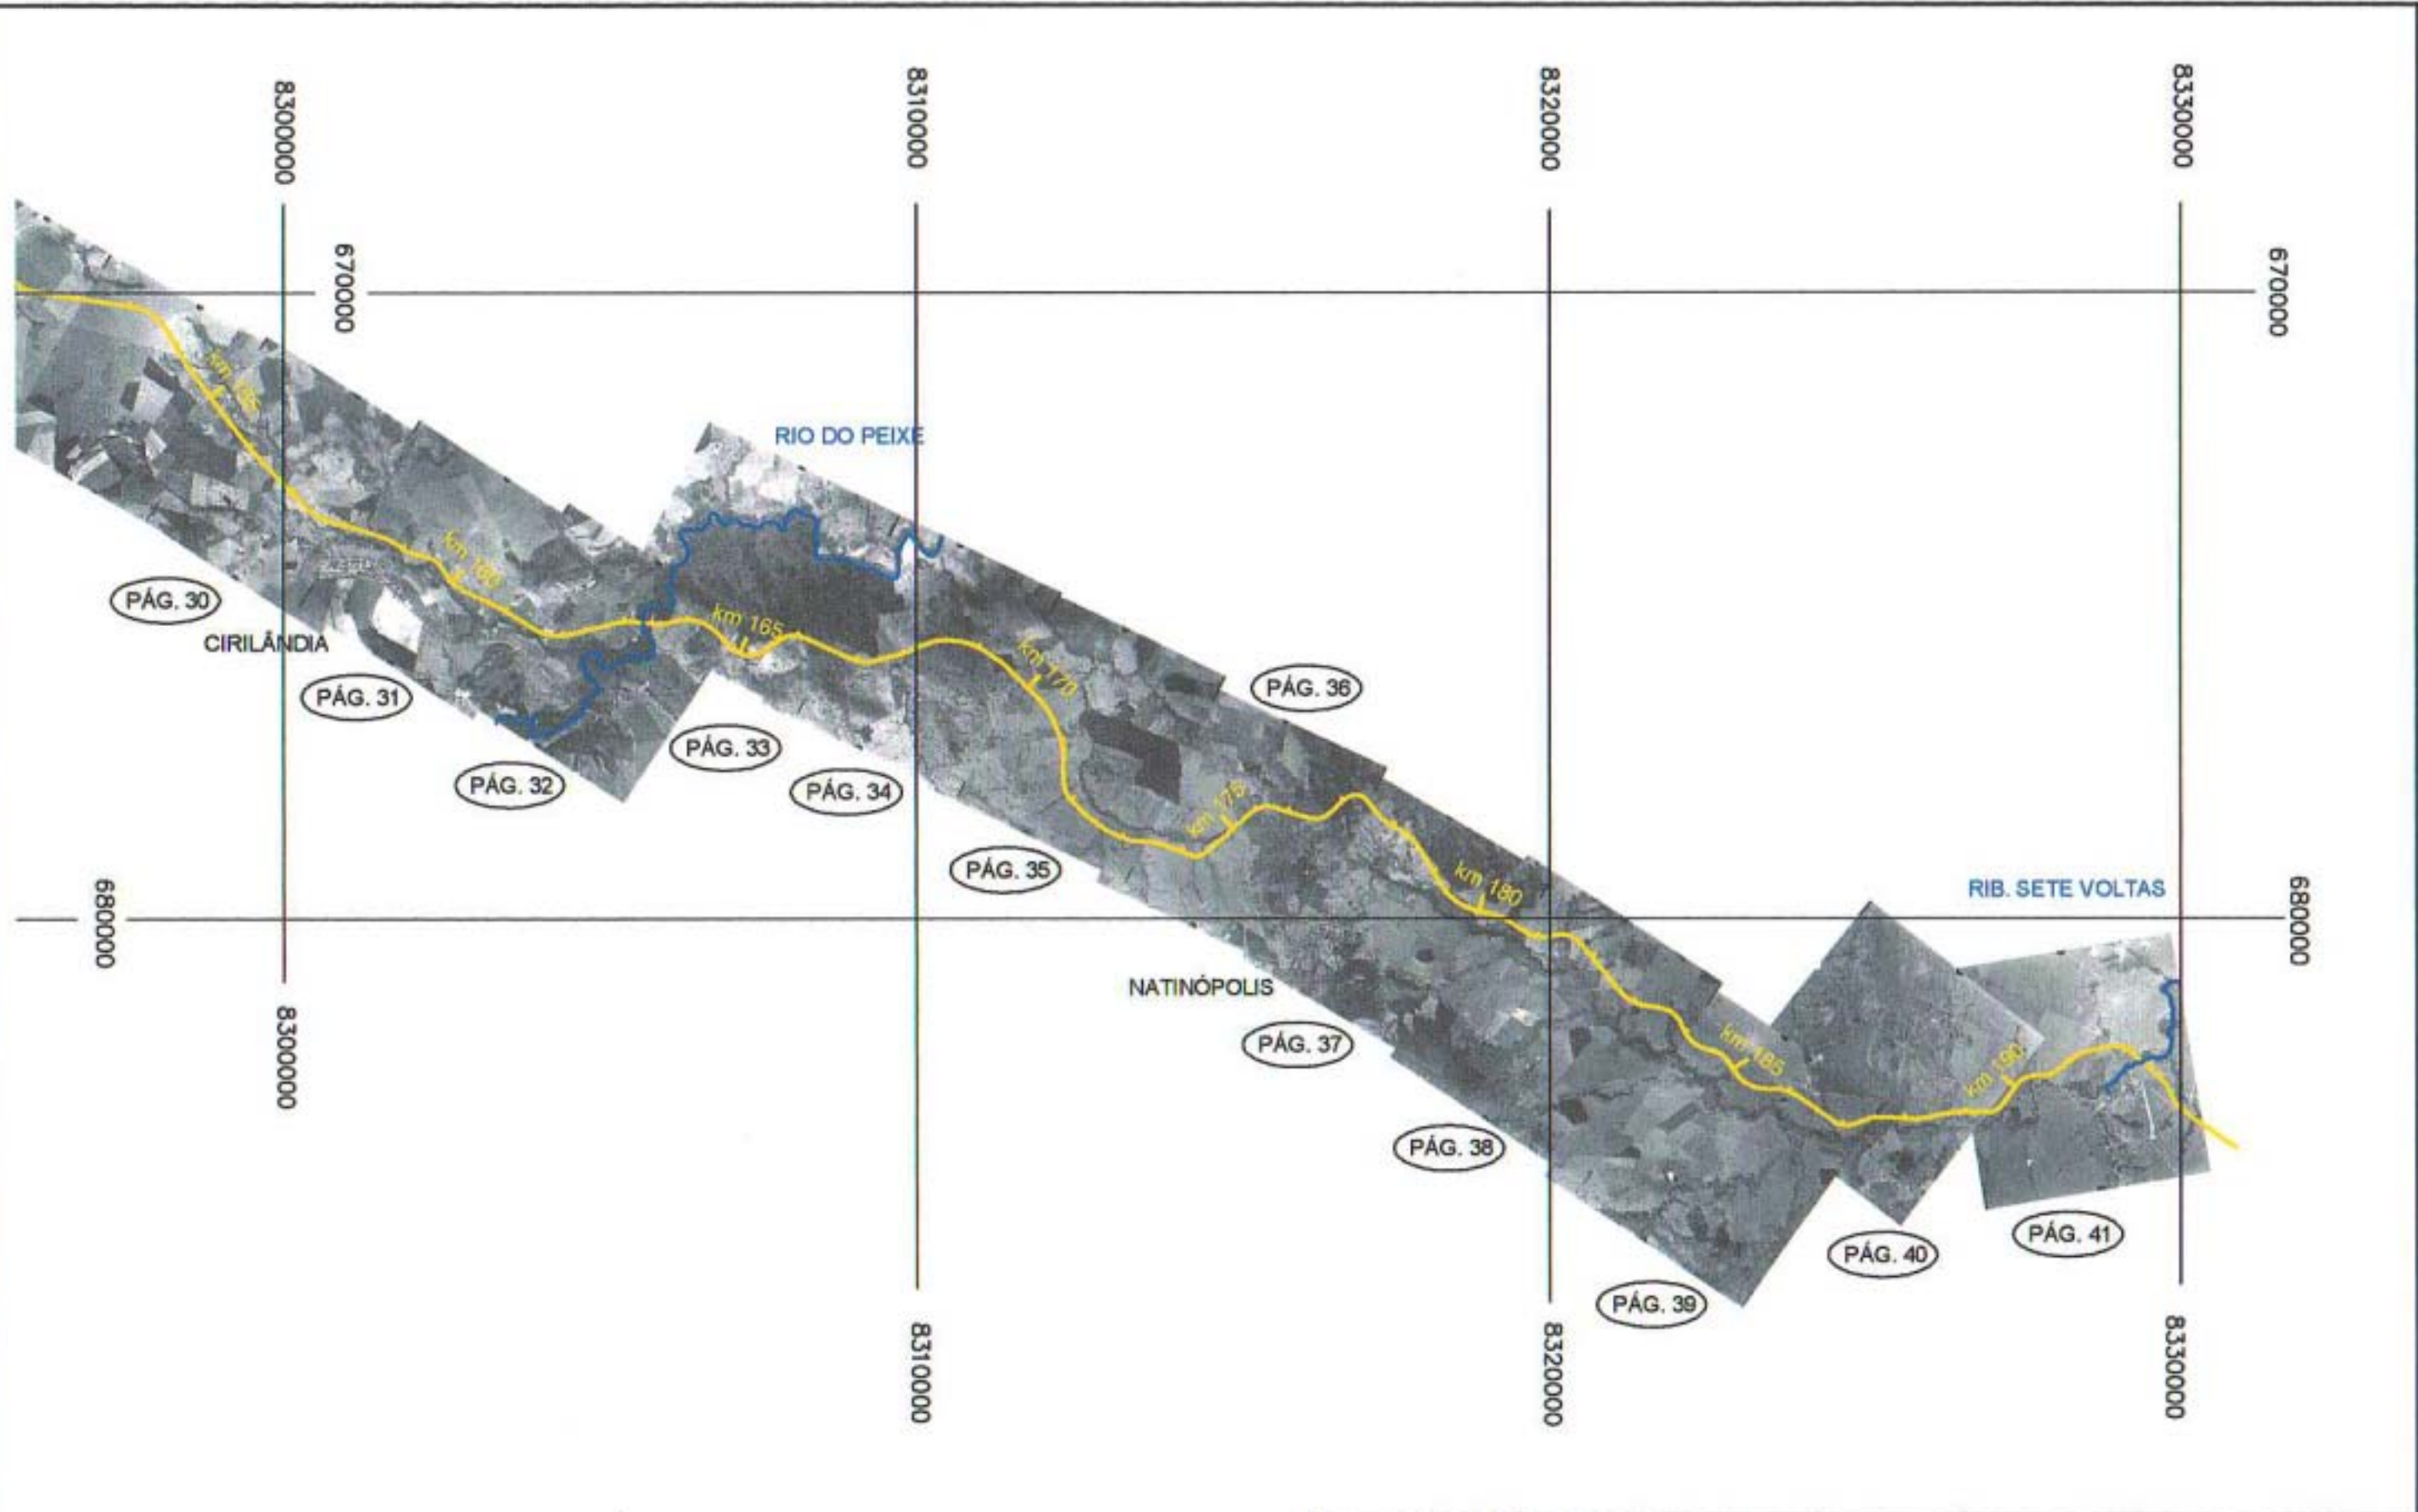 8300000
8310000
8320000
8330000
670000
670000
RIO DO PEIXE
km 160
km 165
km 170
km 175
km 180
km 185
km 190
PÁG. 30
CIRILÂNDIA
PÁG. 31
PÁG. 32
PÁG. 33
PÁG. 34
PÁG. 35
PÁG. 36
680000
680000
RIB. SETE VOLTAS
NATINÓPOLIS
PÁG. 37
PÁG. 38
PÁG. 39
PÁG. 40
PÁG. 41
8300000
8310000
8320000
8330000